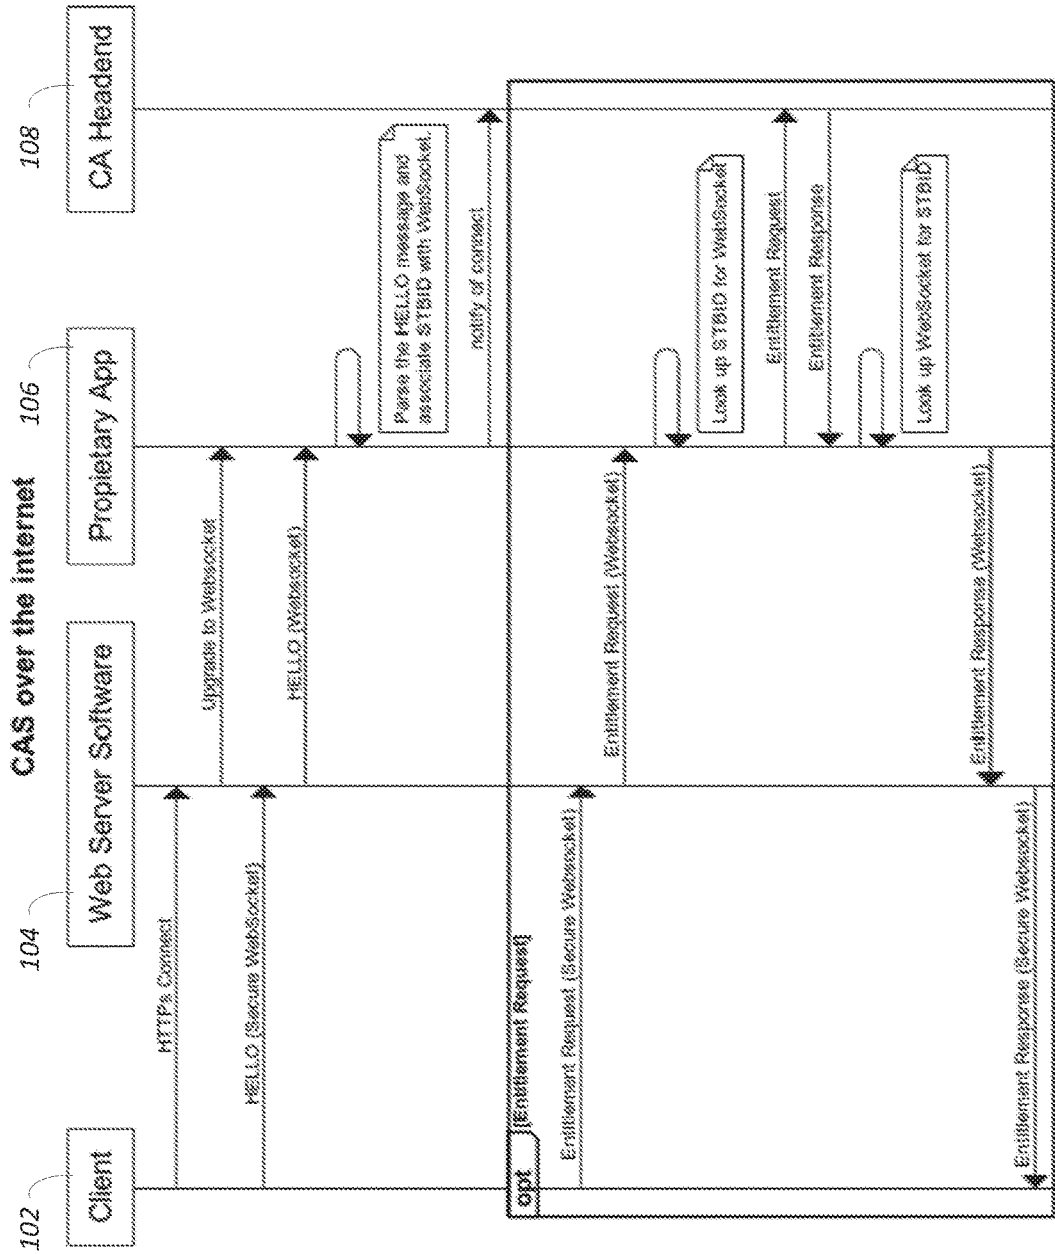 CAS over the internet
102
Client
104
Web Server Software
106
Propietary App
108
CA Headend
HTTPs Connect
Upgrade to Websocket
HELLO (Secure WebSocket)
HELLO (Websocket)
Parse the HELLO message and
associate STBID with WebSocket.
notify of connect
opt
[Entitlement Request]
Entitlement Request (Secure Websocket)
Entitlement Request (Websocket)
Look up STBID for WebSocket
Entitlement Request
Entitlement Response
Look up WebSocket for STBID
Entitlement Response (Websocket)
Entitlement Response (Secure Websocket)